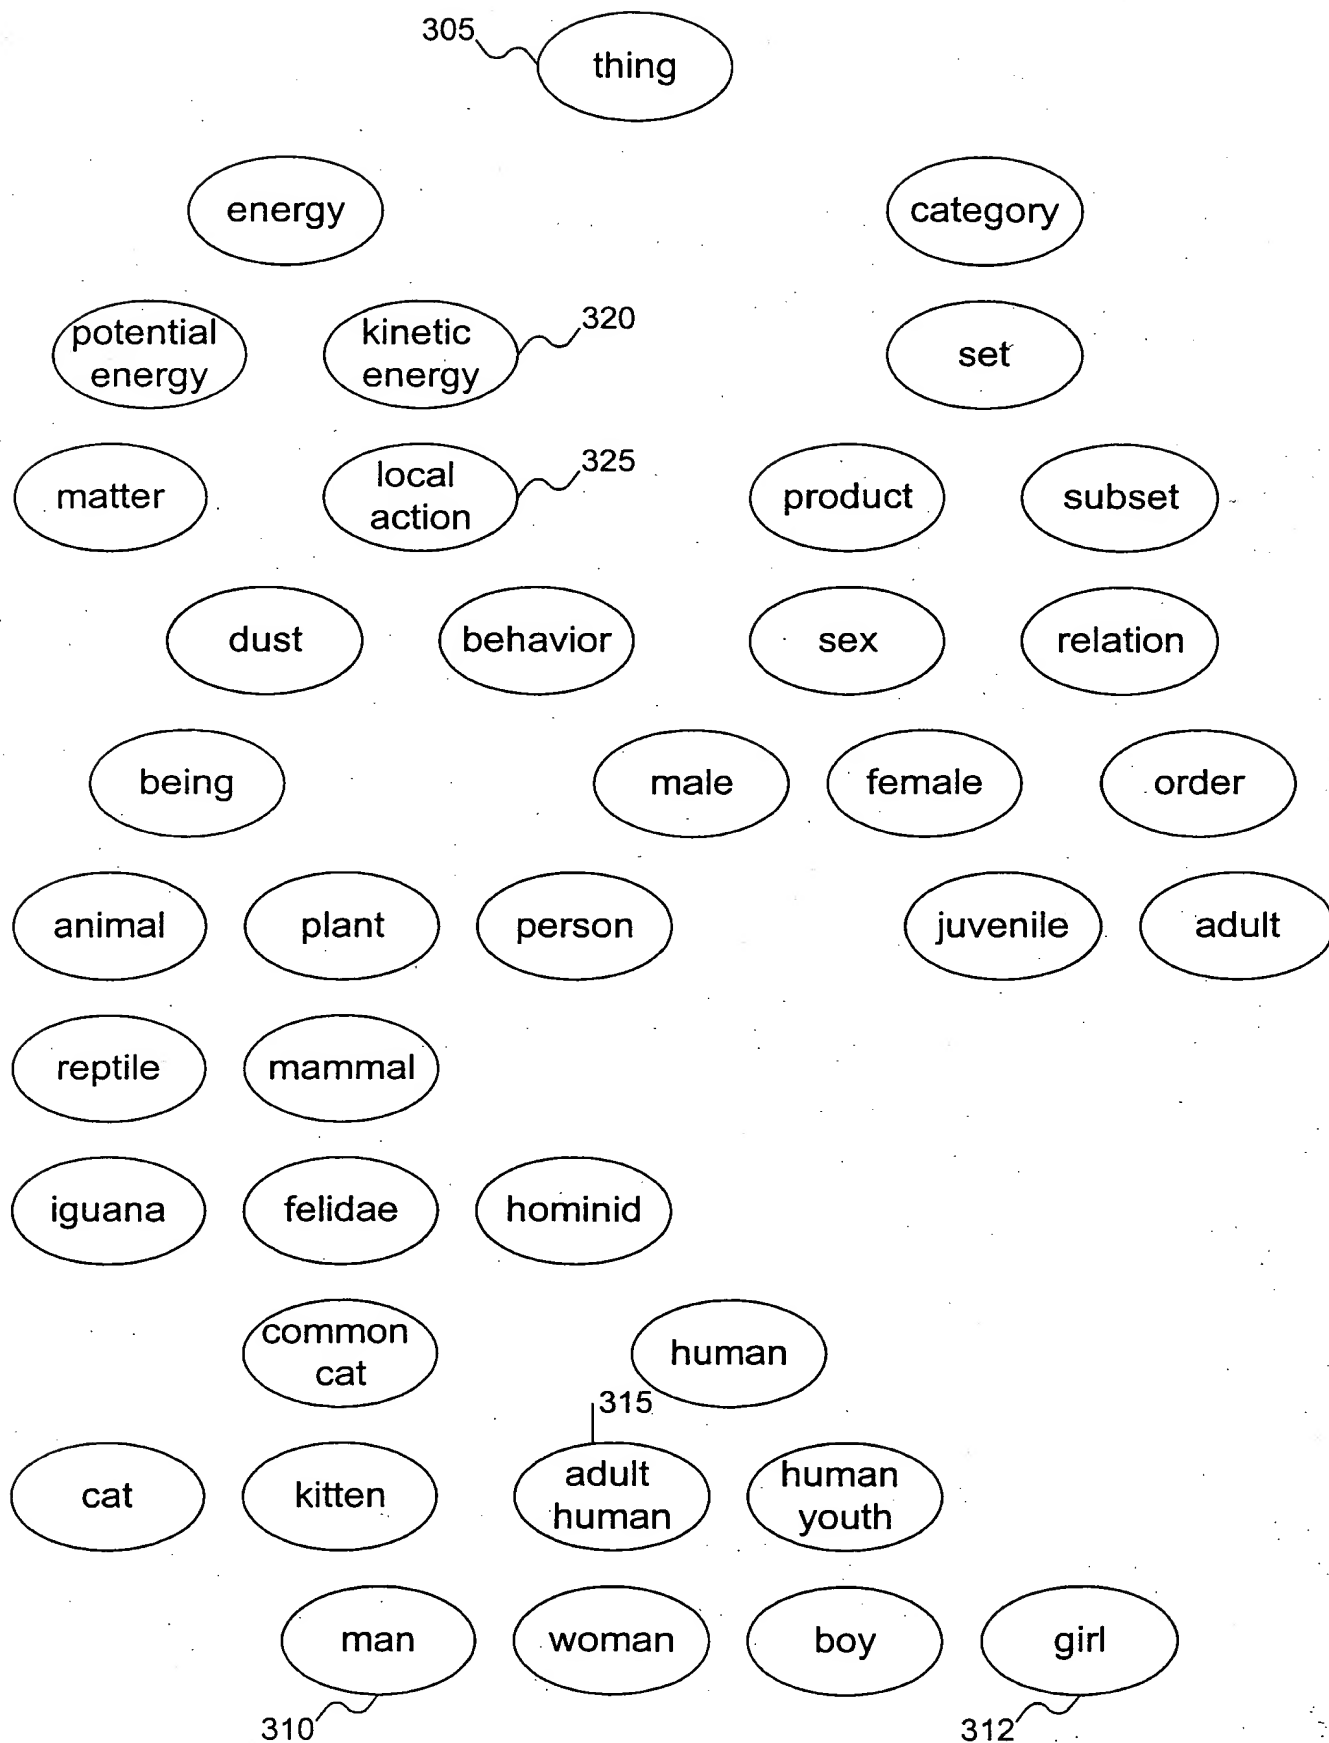 305
thing
energy
category
potential
energy
kinetic
energy
320
set
matter
local
action
325
product
subset
dust
behavior
sex
relation
being
male
female
order
animal
plant
person
juvenile
adult
reptile
mammal
iguana
felidae
hominid
common
cat
human
315
cat
kitten
adult
human
human
youth
man
woman
boy
girl
310
312